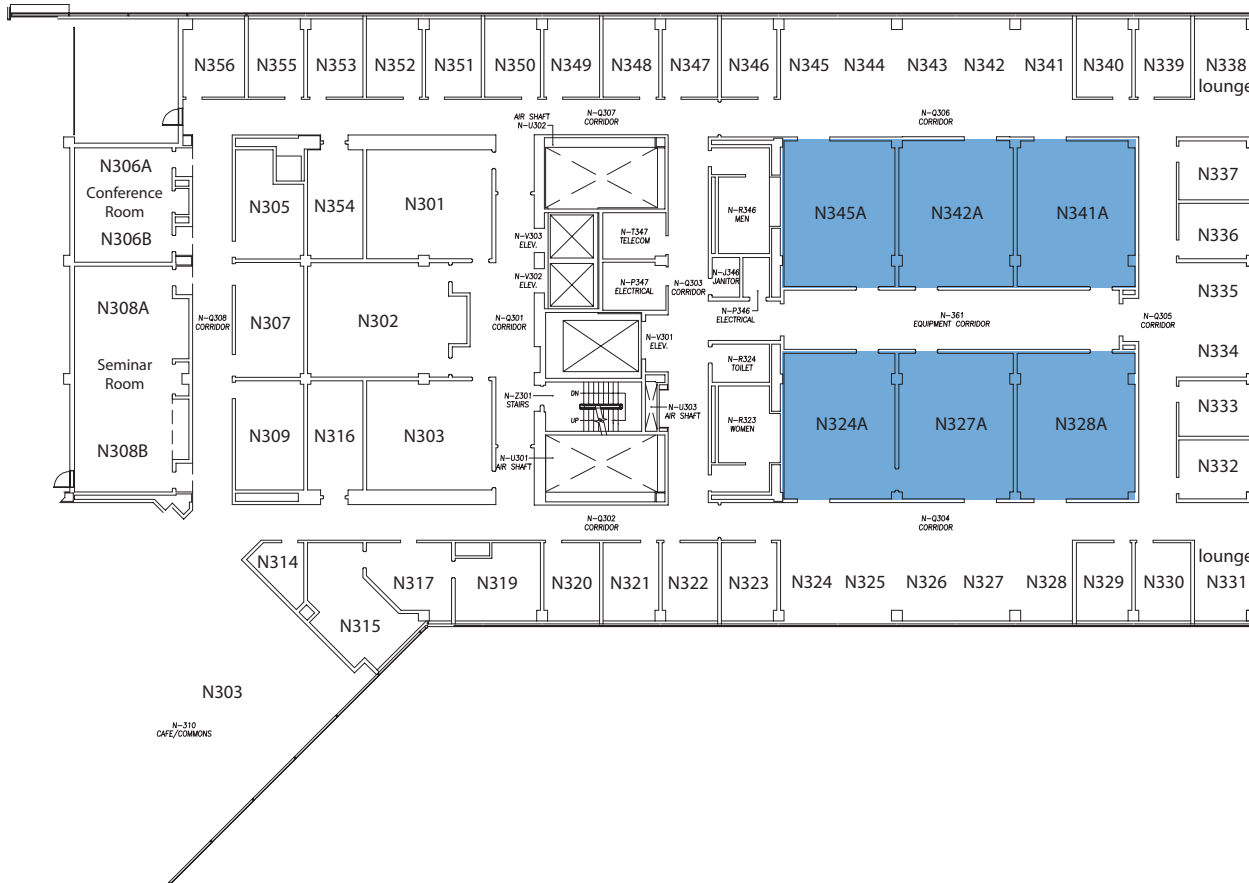 N356
N355
N353
N352
N351
N350
N349
N348
N347
N346
N345
N344
N343
N342
N341
N340
N339
N338
lounge
N-Q307
CORRIDOR
AIR SHAFT
N-U302
N-Q306
CORRIDOR
N306A
Conference
Room
N306B
N305
N354
N301
N-V303
ELEV.
N-T347
TELECOM
N-R346
MEN
N345A
N342A
N341A
N337
N336
N-V302
ELEV.
N-P347
ELECTRICAL
N-Q303
CORRIDOR
N-J346
JANITOR
N-P346
ELECTRICAL
N308A
N-Q308
CORRIDOR
N307
N302
N-Q301
CORRIDOR
N-V301
ELEV.
N-361
EQUIPMENT CORRIDOR
N-Q305
CORRIDOR
N335
N334
Seminar
Room
N-R324
TOILET
N-Z301
STAIRS
DN
UP
N-U303
AIR SHAFT
N-R323
WOMEN
N308B
N309
N316
N303
N-U301
AIR SHAFT
N324A
N327A
N328A
N333
N332
N-Q302
CORRIDOR
N-Q304
CORRIDOR
N314
N317
N319
N320
N321
N322
N323
N324
N325
N326
N327
N328
N329
N330
lounge
N331
N315
N303
N-310
CAFE/COMMONS